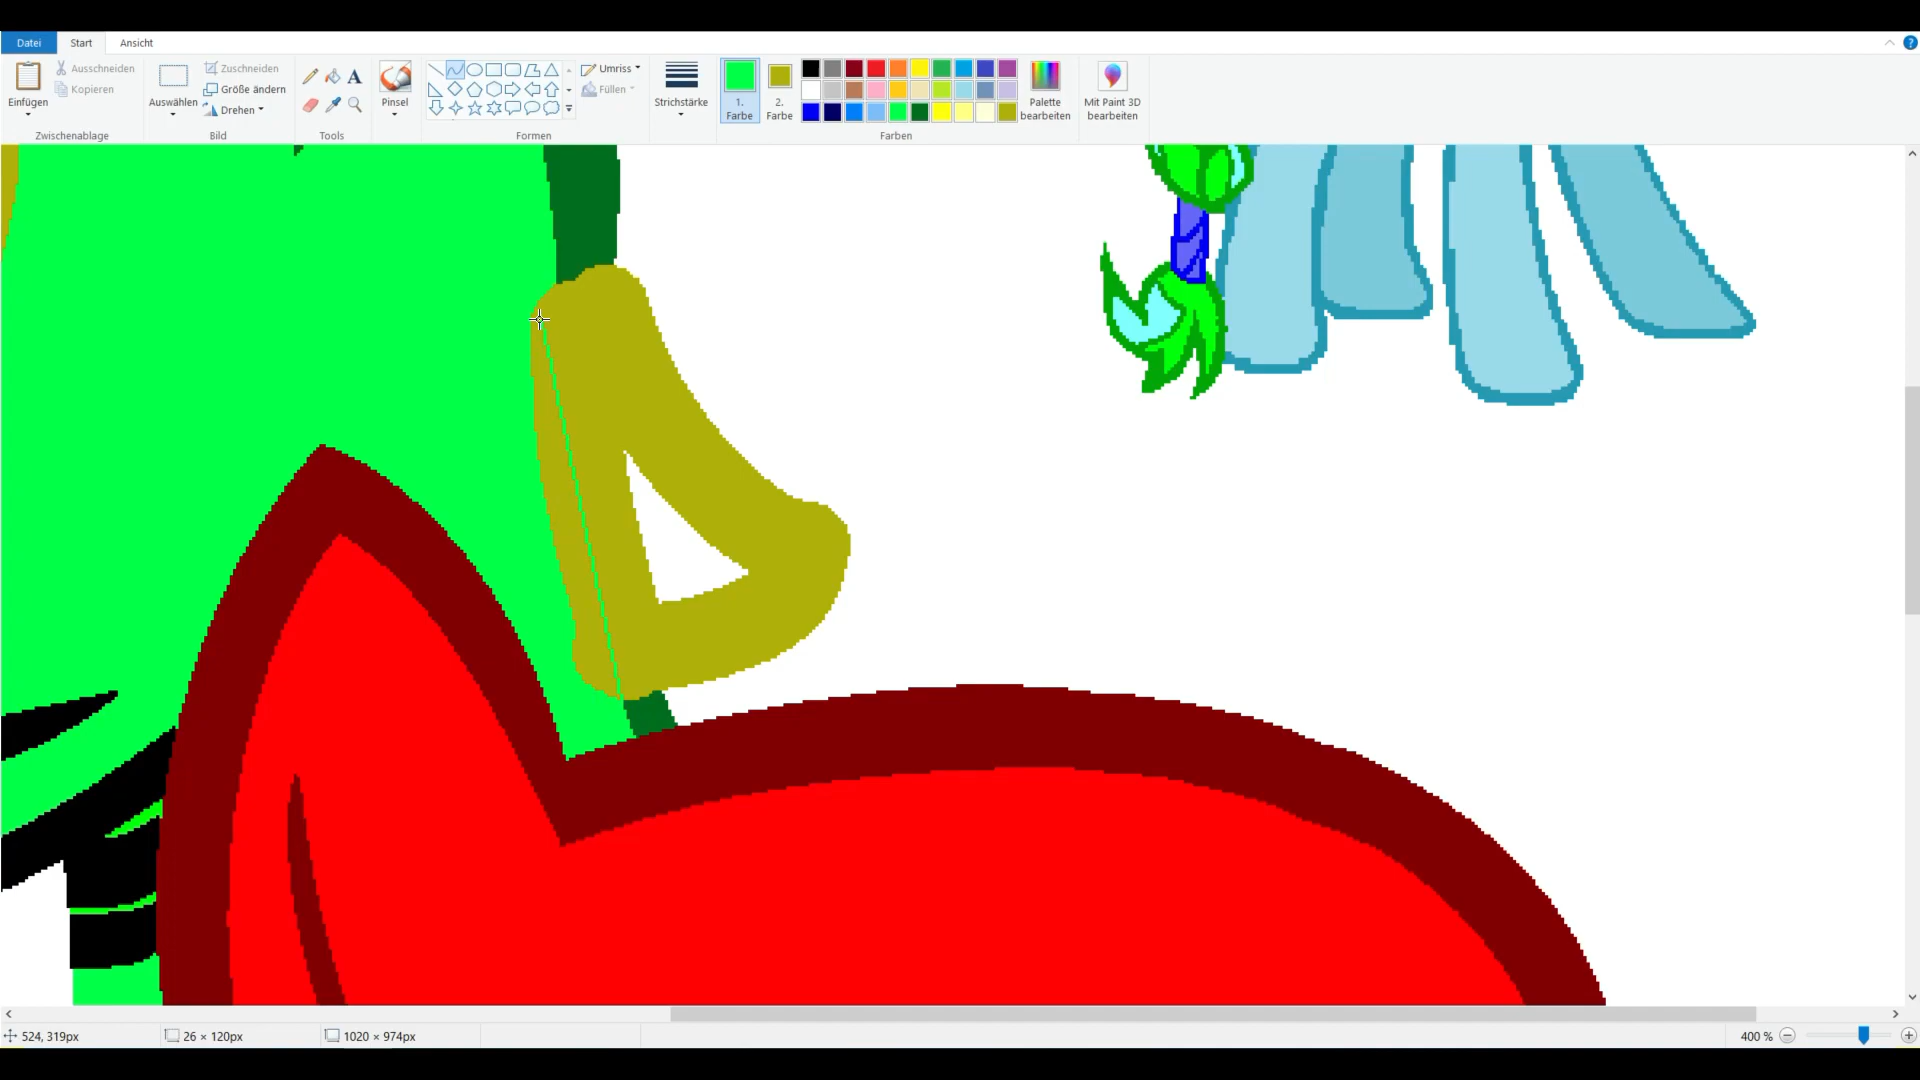 Datei Start Ansicht
Einfügen
Ausschneiden
Kopieren
Zwischenablage
Auswählen
Zuschneiden
Größe ändern
Drehen
Bild
A
Tools
Pinsel
Umriss
Füllen
Formen
Strichstärke
1.
Farbe
2.
Farbe
Farben
Palette
bearbeiten
Mit Paint 3D
bearbeiten
?
524, 319px 26 × 120px 1020 × 974px 400 %